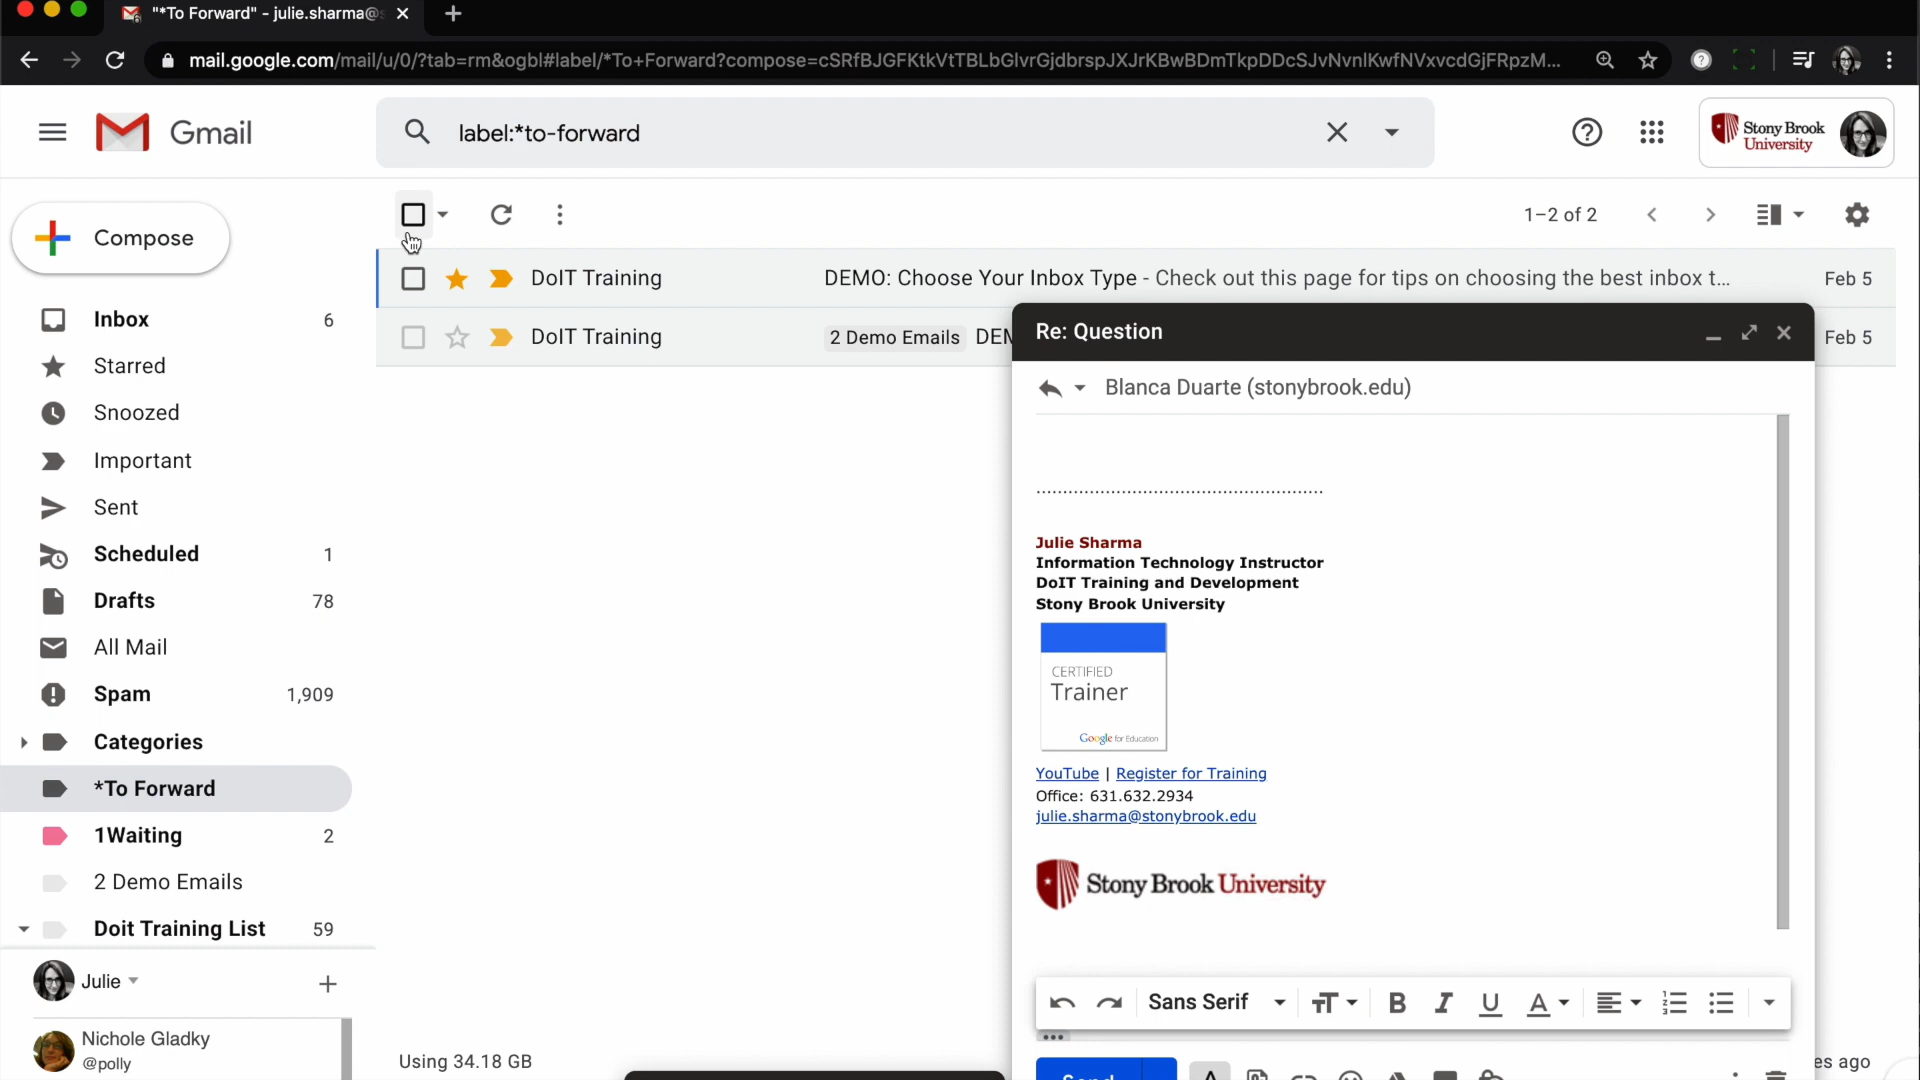 "*To Forward" - julie.sharma@s
mail.google.com/mail/u/0/?tab=rm&ogbl#label/*To+Forward?compose=cSRfBJGFKtkVtTBLbGlvrGjdbrspJXJrKBwBDmTkpDDcSJvNvnlKwfNVxvcdGjFRpzM...
Gmail
label:*to-forward
Stony Brook
University
Compose
1–2 of 2
DoIT Training DEMO: Choose Your Inbox Type - Check out this page for tips on choosing the best inbox t... Feb 5
DoIT Training 2 Demo Emails DEM Feb 5
Inbox 6
Starred
Snoozed
Important
Sent
Scheduled 1
Drafts 78
All Mail
Spam 1,909
Categories
*To Forward
1Waiting 2
2 Demo Emails
Doit Training List 59
Julie
Nichole Gladky
@polly
Using 34.18 GB
Re: Question
Blanca Duarte (stonybrook.edu)
Julie Sharma
Information Technology Instructor
DoIT Training and Development
Stony Brook University
CERTIFIED
Trainer
Google for Education
YouTube | Register for Training
Office: 631.632.2934
julie.sharma@stonybrook.edu
Stony Brook University
Sans Serif
Send
es ago